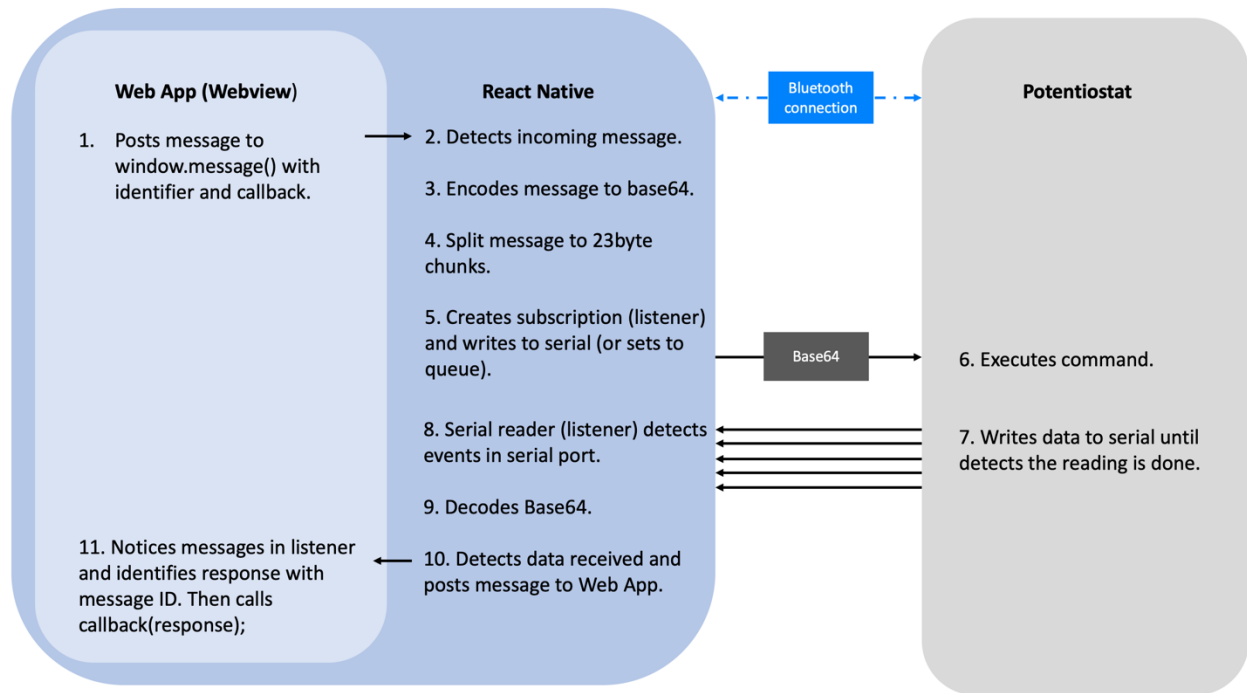 Web App (Webview)
1. Posts message to
window.message() with
identifier and callback.
React Native
2. Detects incoming message.
3. Encodes message to base64.
4. Split message to 23byte
chunks.
5. Creates subscription (listener)
and writes to serial (or sets to
queue).
Bluetooth
connection
Base64
Potentiostat
6. Executes command.
7. Writes data to serial until
detects the reading is done.
8. Serial reader (listener) detects
events in serial port.
9. Decodes Base64.
10. Detects data received and
posts message to Web App.
11. Notices messages in listener
and identifies response with
message ID. Then calls
callback(response);